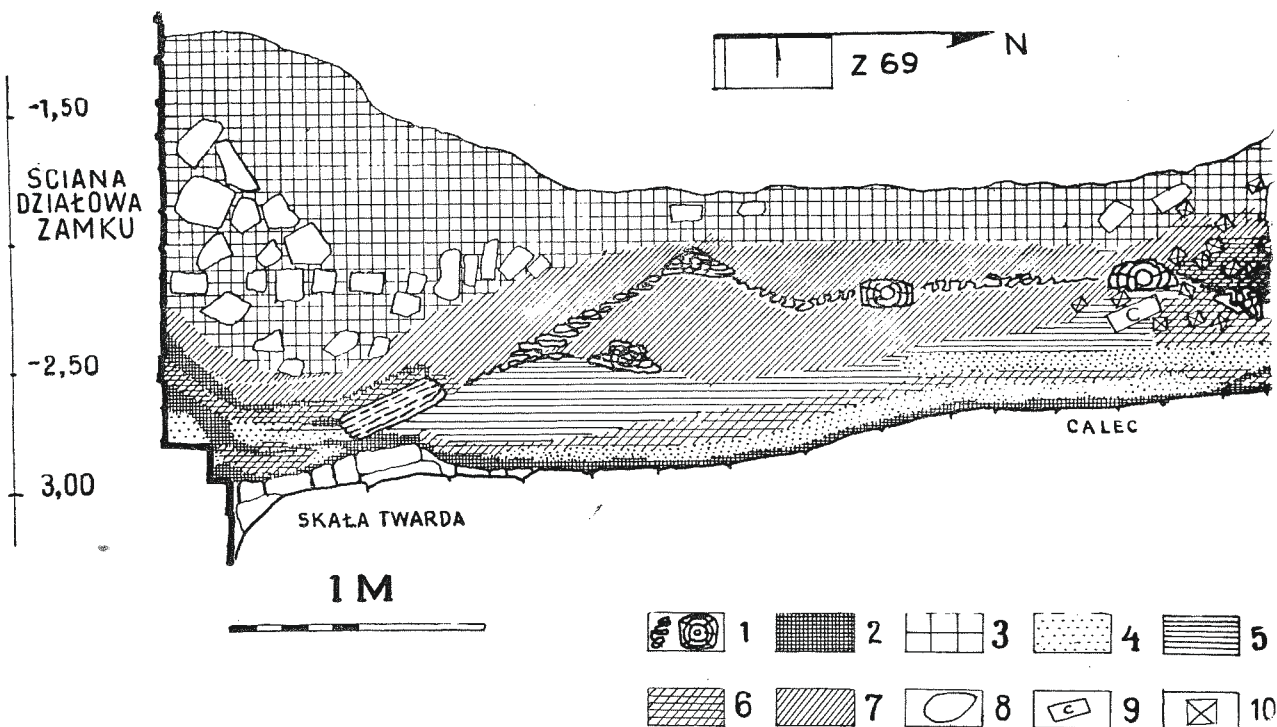 N
Z 69
-1,50
ŚCIANA
DZIAŁOWA
ZAMKU
-2,50
C
CALEC
3,00
SKAŁA TWARDA
1 M
1
2
3
4
5
6
7
8
C
9
10